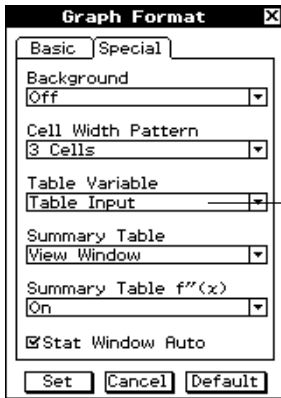 Graph Format
Basic Special
Background
Off
Cell Width Pattern
3 Cells
Table Variable
Table Input
Summary Table
View Window
Summary Table f″(x)
On
Stat Window Auto
Set Cancel Default